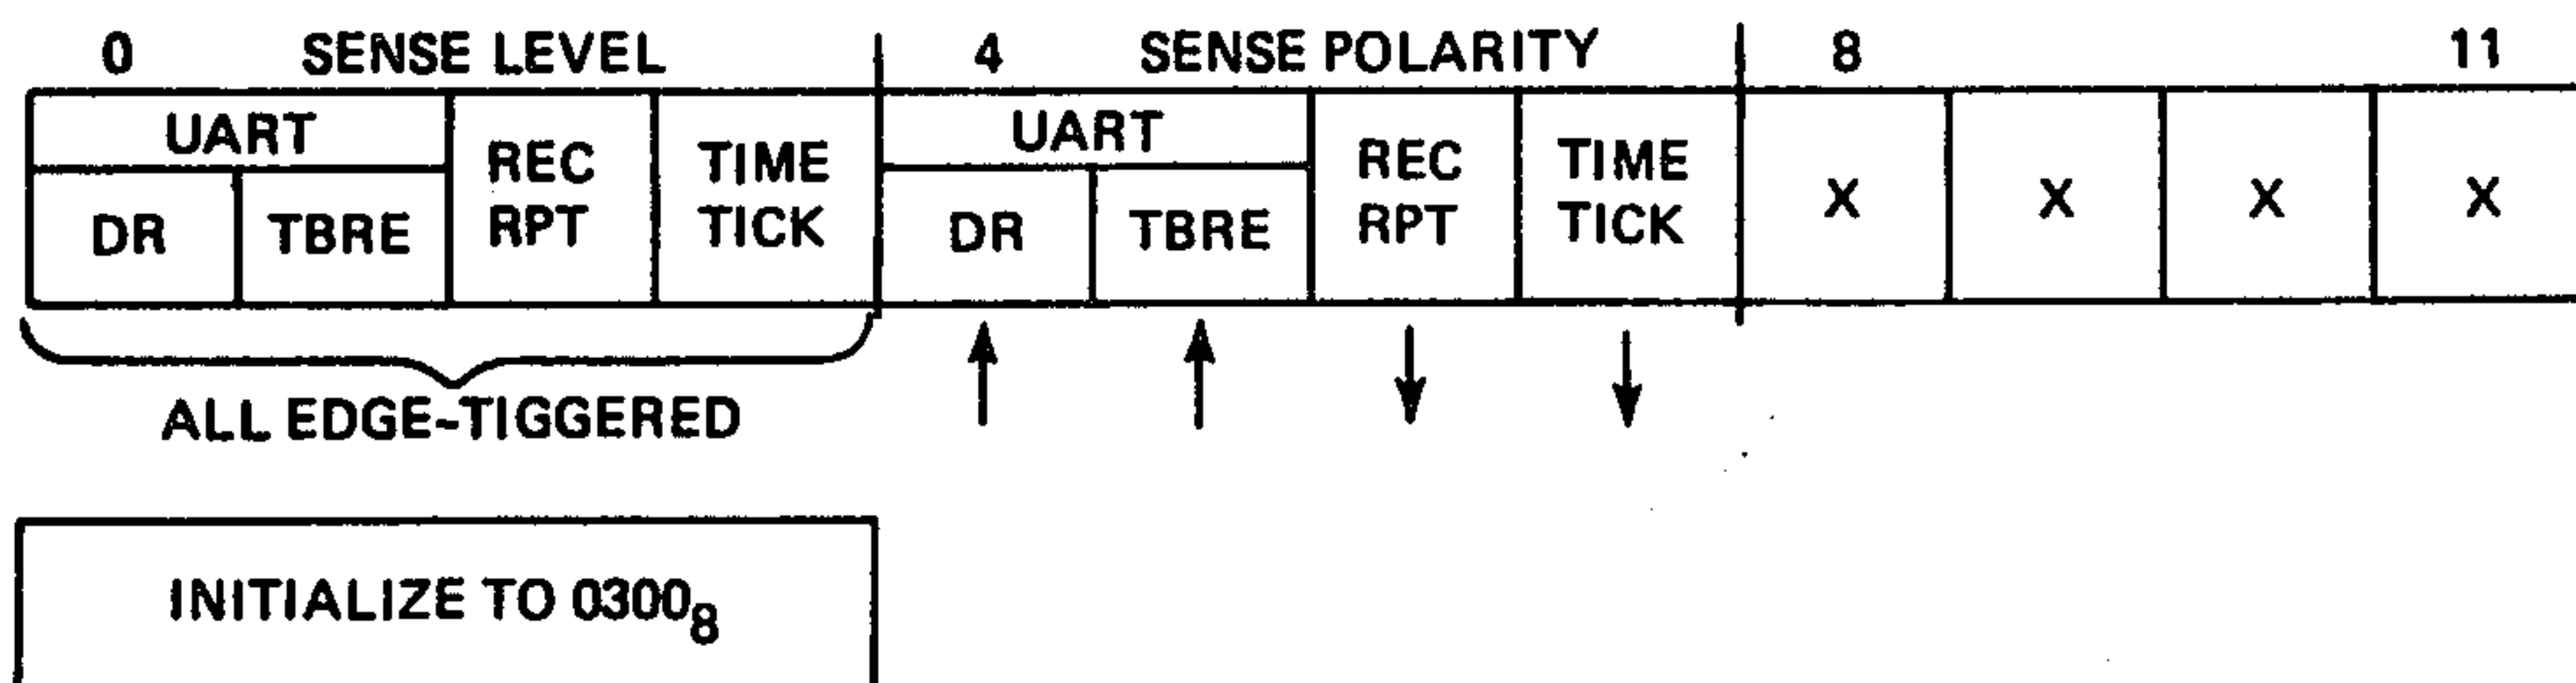 0 SENSE LEVEL 4 SENSE POLARITY 8 11
UART REC RPT TIME TICK UART REC RPT TIME TICK X X X X
DR TBRE DR TBRE
ALL EDGE-TIGGERED
INITIALIZE TO 0300₈